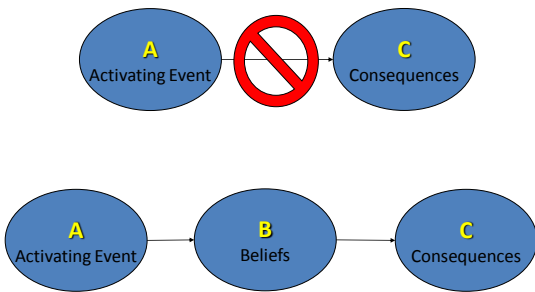 A
Activating Event
C
Consequences
A
Activating Event
B
Beliefs
C
Consequences